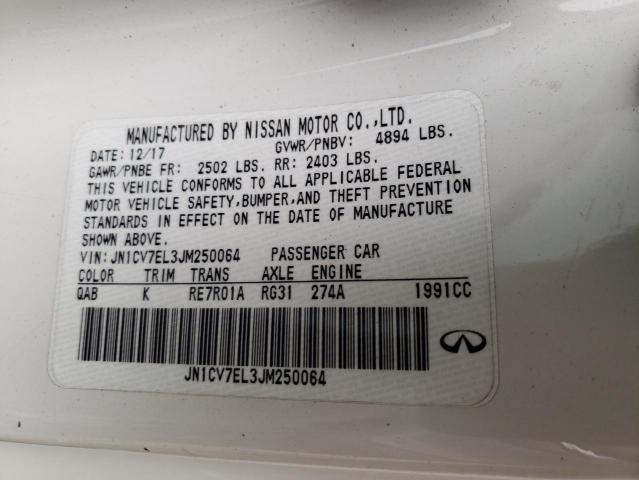 MANUFACTURED BY NISSAN MOTOR CO.,LTD.
DATE: 12/17 GVWR/PNBV: 4894 LBS.
GAWR/PNBE FR: 2502 LBS. RR: 2403 LBS.
THIS VEHICLE CONFORMS TO ALL APPLICABLE FEDERAL
MOTOR VEHICLE SAFETY,BUMPER,AND THEFT PREVENTION
STANDARDS IN EFFECT ON THE DATE OF MANUFACTURE
SHOWN ABOVE.
VIN: JN1CV7EL3JM250064 PASSENGER CAR
COLOR TRIM TRANS AXLE ENGINE
QAB K RE7R01A RG31 274A 1991CC
JN1CV7EL3JM250064